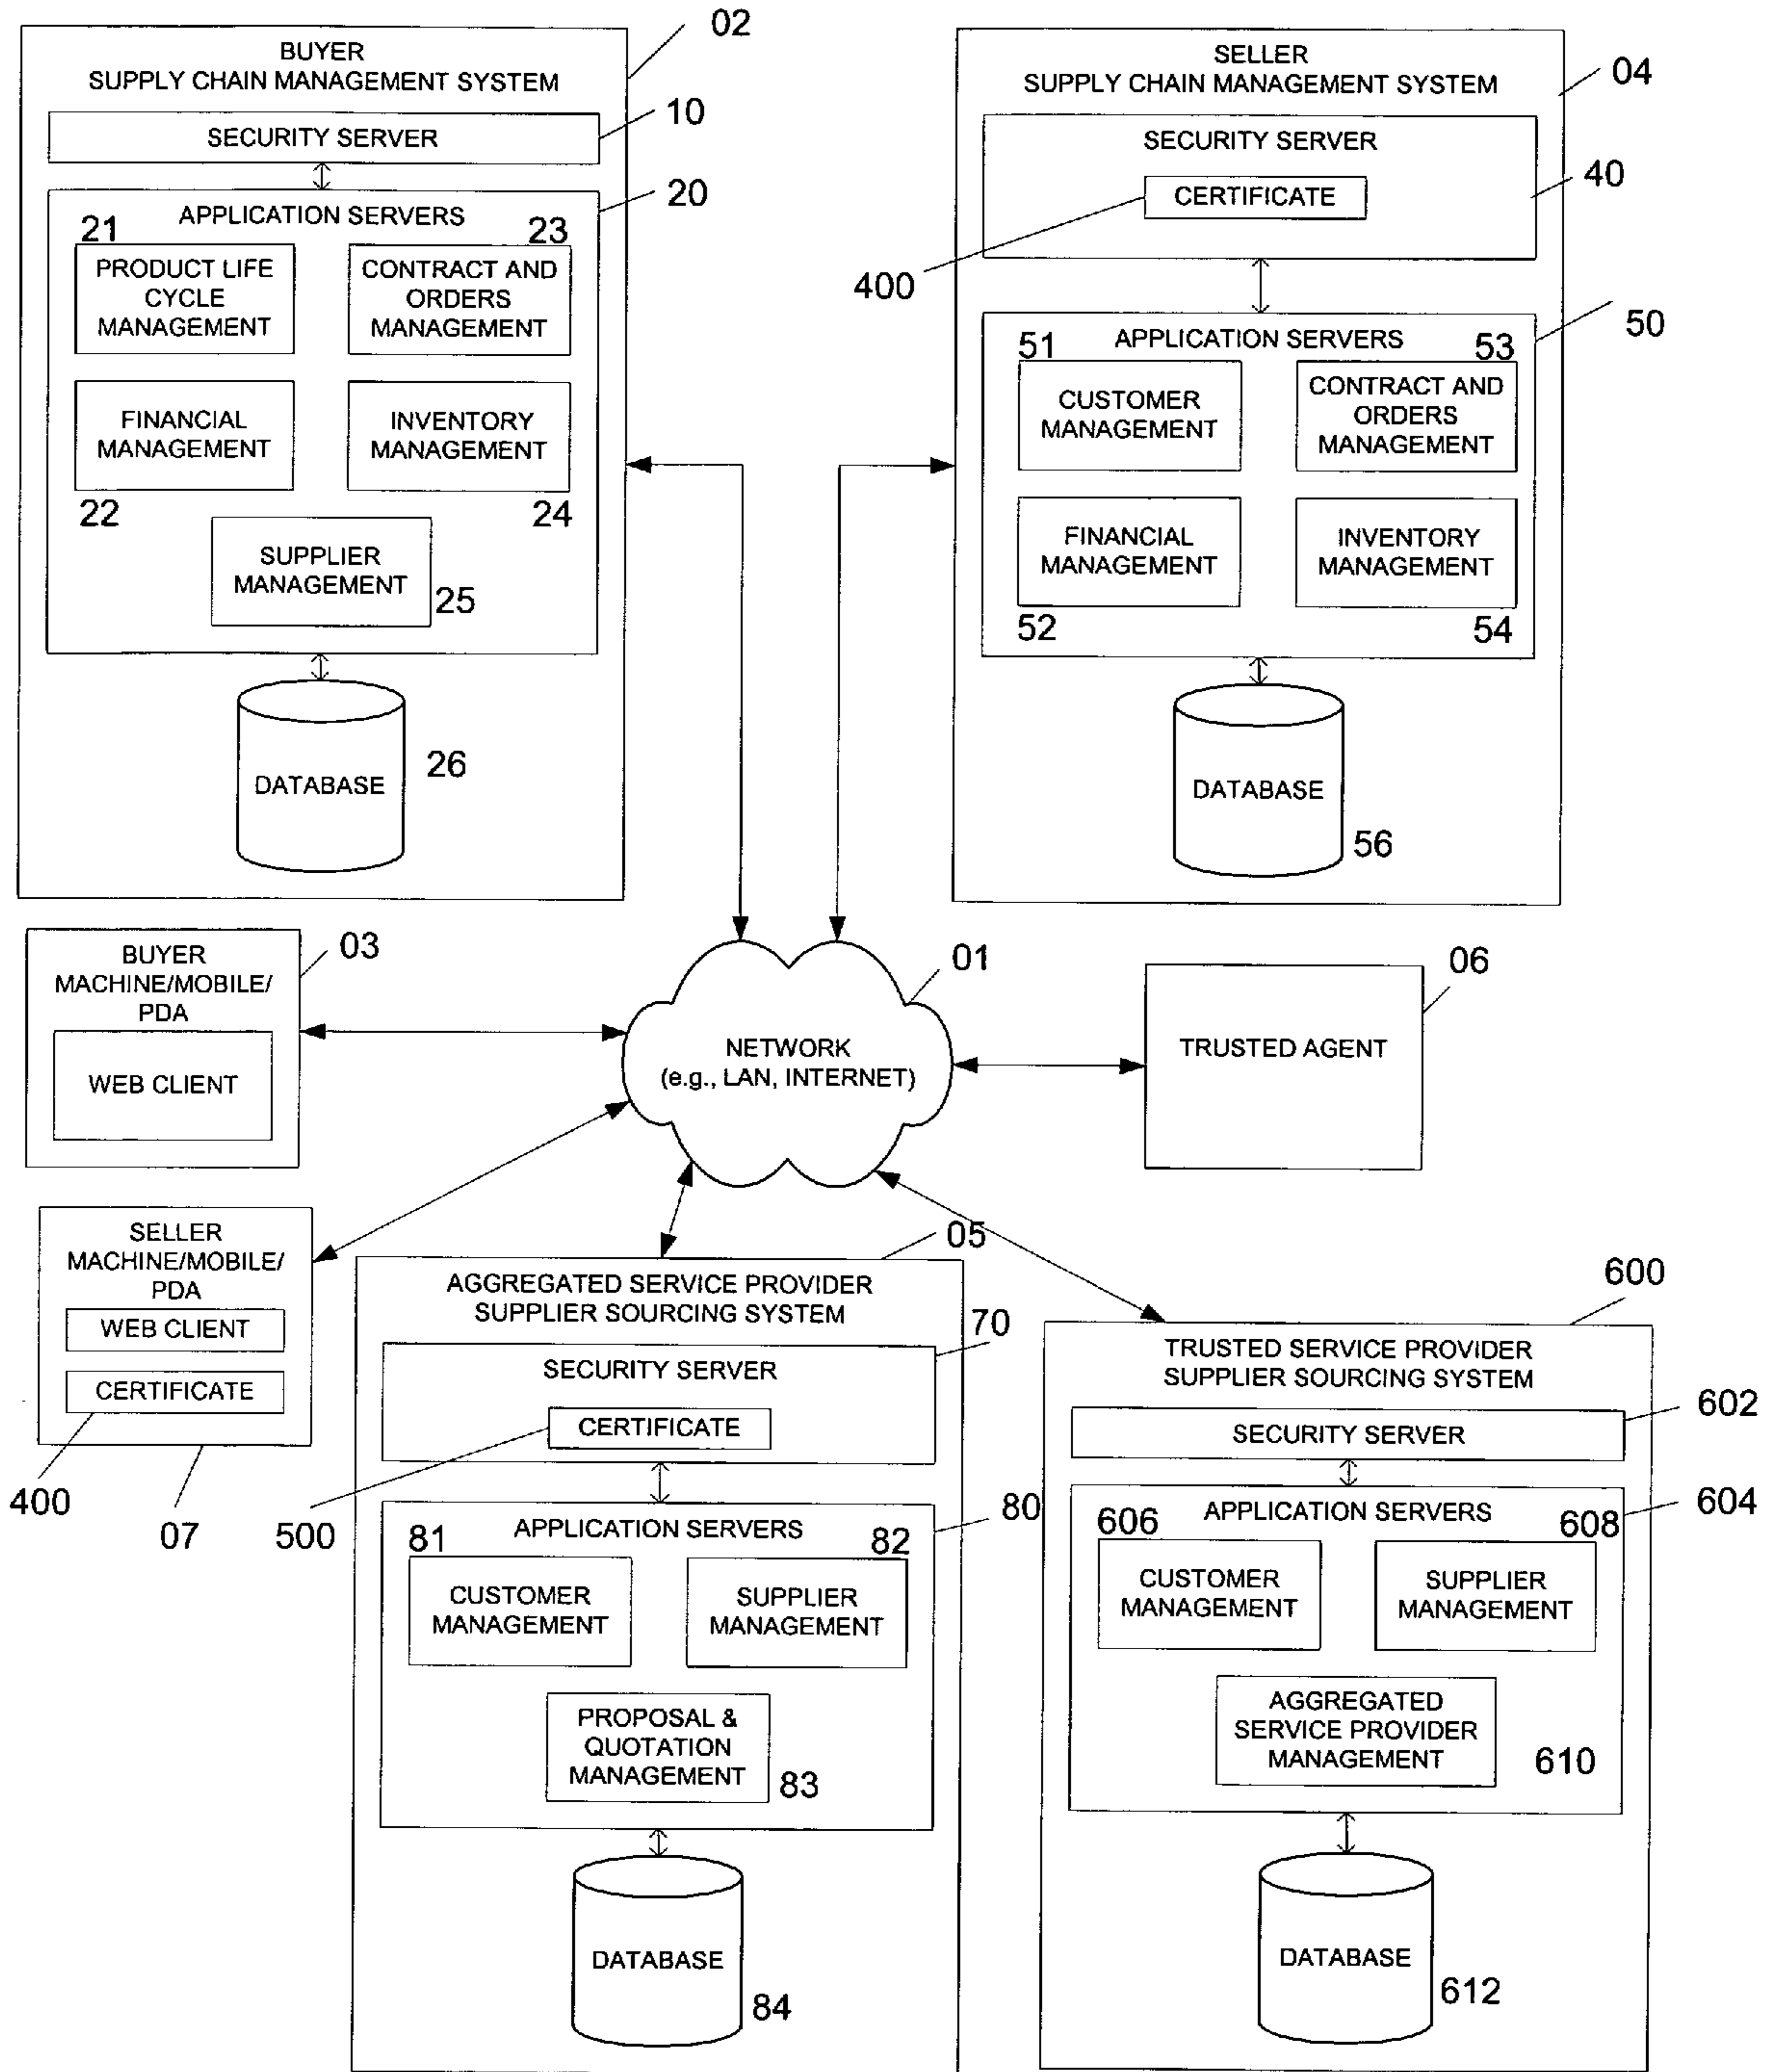 02
BUYER
SUPPLY CHAIN MANAGEMENT SYSTEM
10
SECURITY SERVER
20
APPLICATION SERVERS
21
23
PRODUCT LIFE
CYCLE
MANAGEMENT
CONTRACT AND
ORDERS
MANAGEMENT
FINANCIAL
MANAGEMENT
INVENTORY
MANAGEMENT
22
24
SUPPLIER
MANAGEMENT
25
DATABASE
26
SELLER
SUPPLY CHAIN MANAGEMENT SYSTEM
04
SECURITY SERVER
CERTIFICATE
40
400
50
APPLICATION SERVERS
51
53
CUSTOMER
MANAGEMENT
CONTRACT AND
ORDERS
MANAGEMENT
FINANCIAL
MANAGEMENT
INVENTORY
MANAGEMENT
52
54
DATABASE
56
BUYER
MACHINE/MOBILE/
PDA
WEB CLIENT
03
01
NETWORK
(e.g., LAN, INTERNET)
06
TRUSTED AGENT
SELLER
MACHINE/MOBILE/
PDA
WEB CLIENT
CERTIFICATE
400
07
05
AGGREGATED SERVICE PROVIDER
SUPPLIER SOURCING SYSTEM
70
SECURITY SERVER
CERTIFICATE
500
80
APPLICATION SERVERS
81
82
CUSTOMER
MANAGEMENT
SUPPLIER
MANAGEMENT
PROPOSAL &
QUOTATION
MANAGEMENT
83
DATABASE
84
600
TRUSTED SERVICE PROVIDER
SUPPLIER SOURCING SYSTEM
602
SECURITY SERVER
604
APPLICATION SERVERS
606
608
CUSTOMER
MANAGEMENT
SUPPLIER
MANAGEMENT
AGGREGATED
SERVICE PROVIDER
MANAGEMENT
610
DATABASE
612